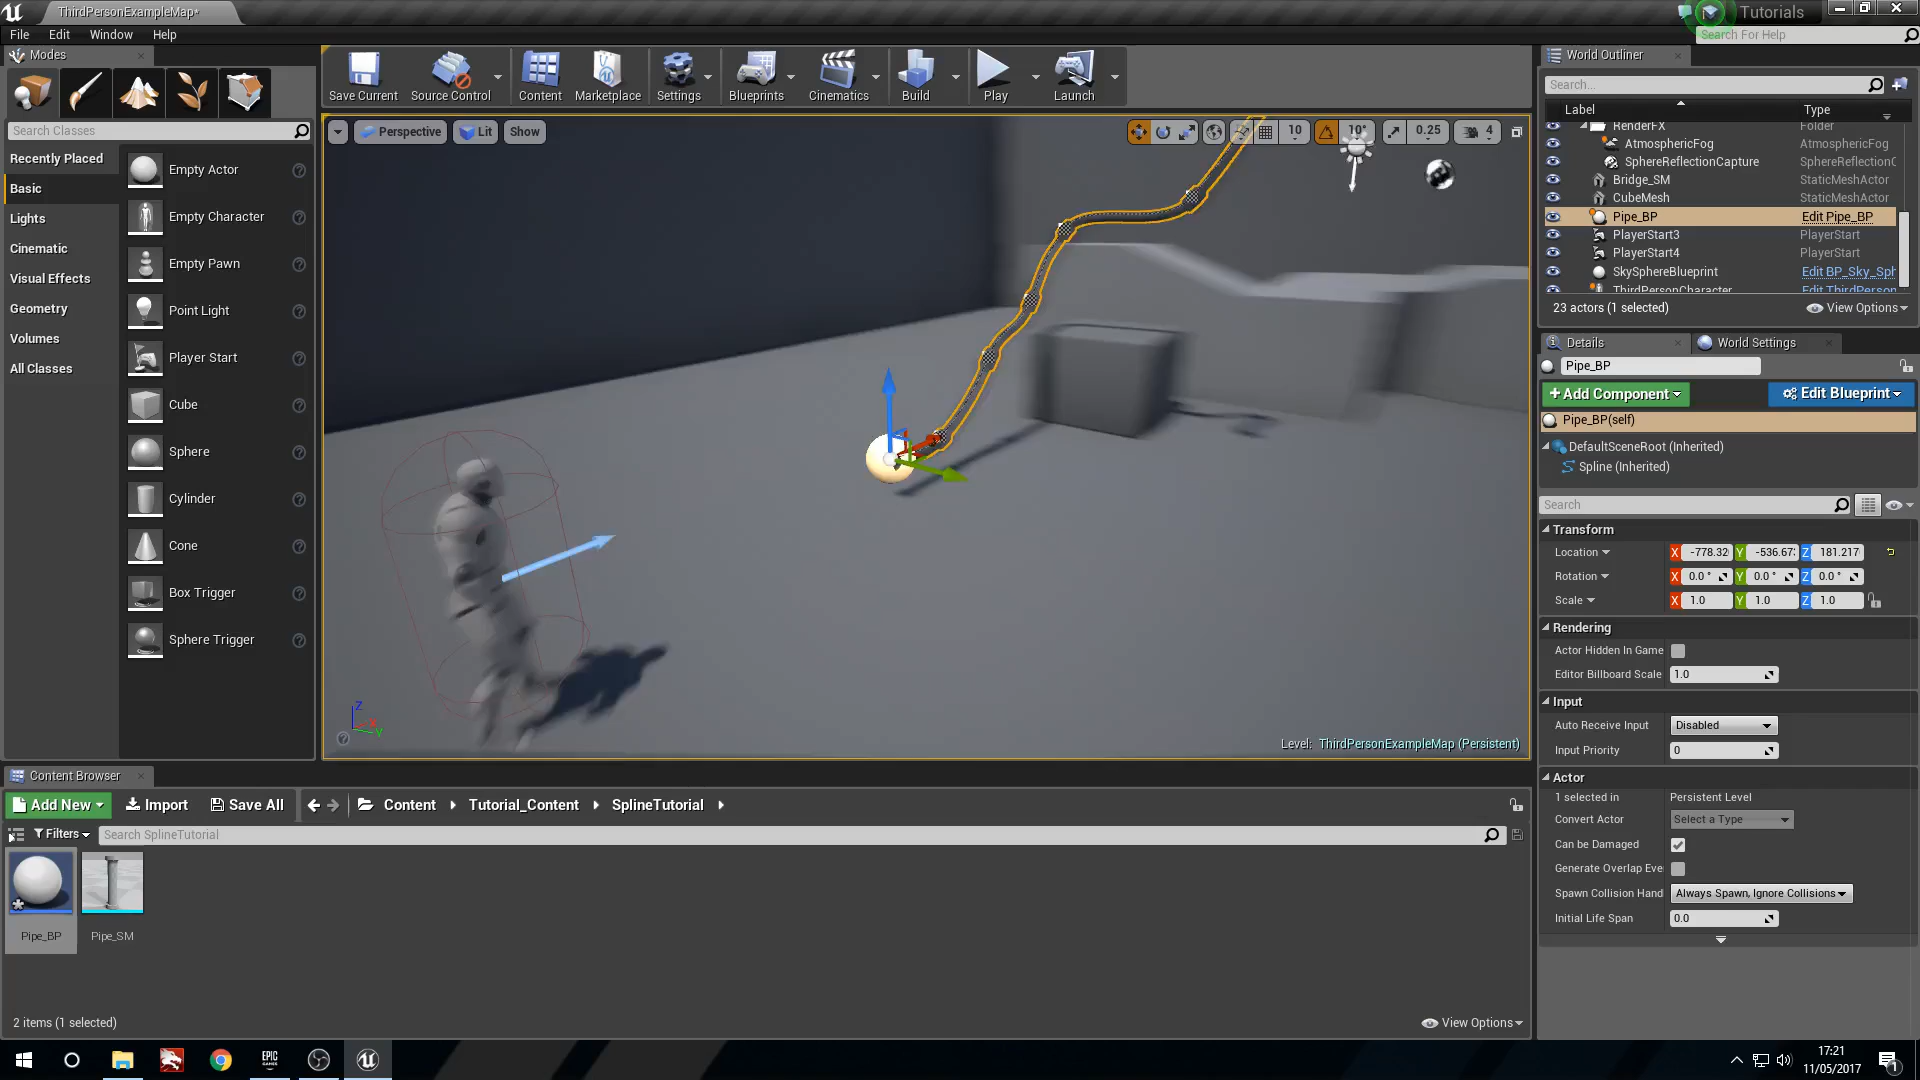 ThirdPersonExampleMap*
Tutorials
File
Edit
Window
Help
Search For Help
Modes
Search Classes
Recently Placed
Basic
Lights
Cinematic
Visual Effects
Geometry
Volumes
All Classes
Empty Actor
Empty Character
Empty Pawn
Point Light
Player Start
Cube
Sphere
Cylinder
Cone
Box Trigger
Sphere Trigger
Save Current
Source Control
Content
Marketplace
Settings
Blueprints
Cinematics
Build
Play
Launch
Perspective
Lit
Show
10
10°
0.25
4
Z
X
Y
Level: ThirdPersonExampleMap (Persistent)
World Outliner
Search...
Label
Type
RenderFX
Folder
AtmosphericFog
AtmosphericFog
SphereReflectionCapture
SphereReflectionC
Bridge_SM
StaticMeshActor
CubeMesh
StaticMeshActor
Pipe_BP
Edit Pipe_BP
PlayerStart3
PlayerStart
PlayerStart4
PlayerStart
SkySphereBlueprint
Edit BP_Sky_Sph
ThirdPersonCharacter
Edit ThirdPerson
23 actors (1 selected)
View Options
Details
World Settings
Pipe_BP
+Add Component
Edit Blueprint
Pipe_BP(self)
DefaultSceneRoot (Inherited)
Spline (Inherited)
Search
Transform
Location
X -778.32 Y -536.67 Z 181.217
Rotation
X 0.0 ° Y 0.0 ° Z 0.0 °
Scale
X 1.0 Y 1.0 Z 1.0
Rendering
Actor Hidden In Game
Editor Billboard Scale
1.0
Input
Auto Receive Input
Disabled
Input Priority
0
Actor
1 selected in
Persistent Level
Convert Actor
Select a Type
Can be Damaged
Generate Overlap Eve
Spawn Collision Hand
Always Spawn, Ignore Collisions
Initial Life Span
0.0
Content Browser
Add New
Import
Save All
Content
Tutorial_Content
SplineTutorial
Filters
Search SplineTutorial
Pipe_BP
Pipe_SM
2 items (1 selected)
View Options
EPIC
GAMES
17:21
11/05/2017
1